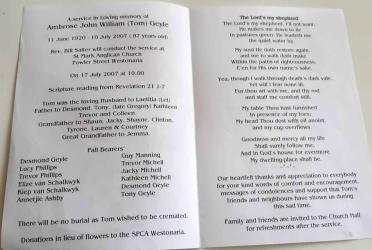 A service in Loving memory of
Ambrose John William (Tom) Geyle
11 June 1920 - 10 July 2007 ( 87 years old)
Rev. Bill Salter will conduct the service at
St Mark Anglican Church
Fowler Street Westonaria
On 17 July 2007 at 10.00
Scripture reading from Revelation 21 1-7
Tom was the loving husband to Laetitia (Lei)
Father to Desmond, Tony, (late Gregory) Kathleen
Trevor and Colleen.
Grandfather to Shaun, Jacky, Shayne, Clinton,
Tyrone, Lauren & Courtney
Great Grandfather to Jemma.
Pall Bearers'
Desmond Geyle
Lucy Phillips
Trevor Phillips
Elize van Schalkwyk
Kiep van Schalkwyk
Annetjie Ashby
Guy Manning
Trevor Michell
Jacky Michell
Kathleen Michell
Desmond Geyle
Tony Geyle
There will be no burial as Tom wished to be cremated.
Donations in lieu of flowers to the SPCA Westonaria.
The Lord's my shepherd
The Lord's my shepherd, I'll not want;
He makes me down to lie
In pastures green; He leadeth me
the quiet water by.
My soul He doth restore again,
and me to walk doth make
Within the paths of righteousness,
E'en for His own name's sake.
Yea, though I walk through death's dark vale,
Yet will I fear none ill;
For thou art with me, and thy rod
and staff me comfort still.
My table Thou hast furnished
In presence of my foes;
My head Thou dost with oil anoint,
and my cup overflows.
Goodness and mercy all my life
Shall surely follow me,
And in God's house for evermore
My dwelling-place shall be.
Our heartfelt thanks and appreciation to everybody
for your kind words of comfort and encouragement,
messages of condolences and support that Tom's
friends and neighbours have shown us during
this sad time.
Family and friends are invited to the Church Hall
for refreshments after the service.